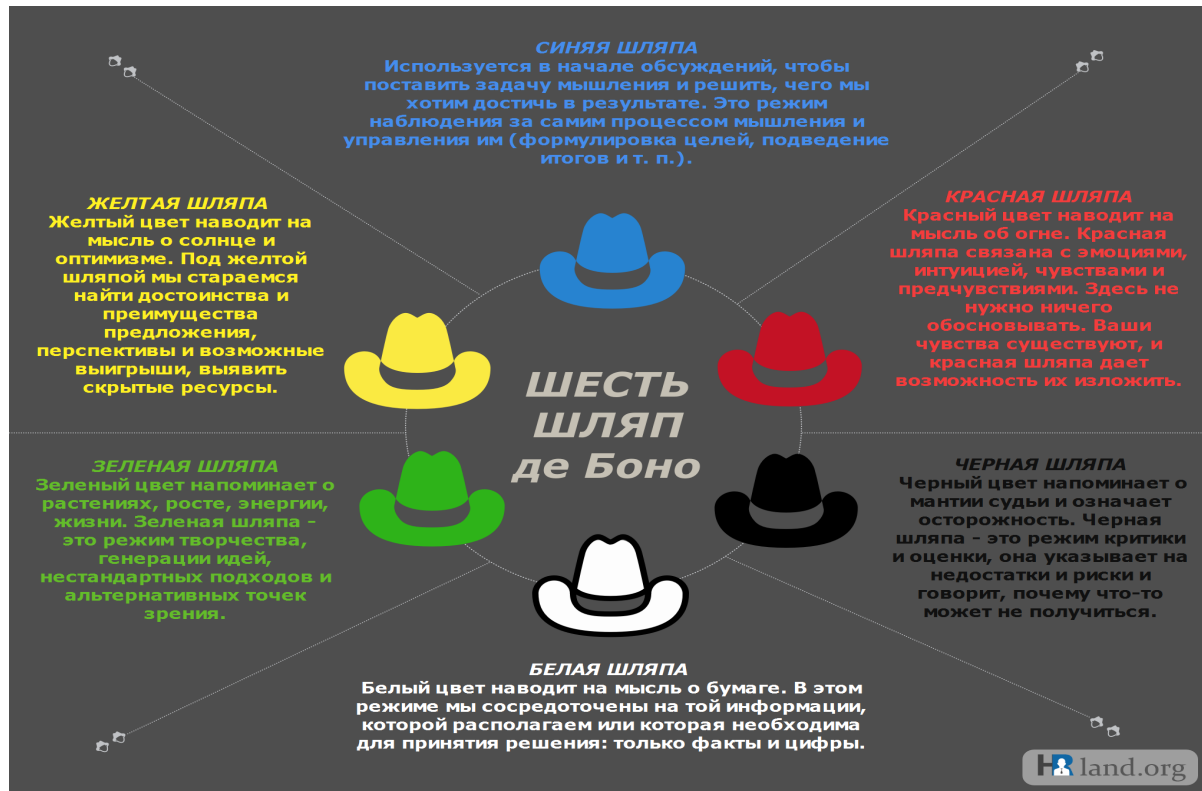 СИНЯЯ ШЛЯПА
Используется в начале обсуждений, чтобы
поставить задачу мышления и решить, чего мы
хотим достичь в результате. Это режим
наблюдения за самим процессом мышления и
управления им (формулировка целей, подведение
итогов и т. п.).
ЖЕЛТАЯ ШЛЯПА
Желтый цвет наводит на
мысль о солнце и
оптимизме. Под желтой
шляпой мы стараемся
найти достоинства и
преимущества
предложения,
перспективы и возможные
выигрыши, выявить
скрытые ресурсы.
КРАСНАЯ ШЛЯПА
Красный цвет наводит на
мысль об огне. Красная
шляпа связана с эмоциями,
интуицией, чувствами и
предчувствиями. Здесь не
нужно ничего
обосновывать. Ваши
чувства существуют, и
красная шляпа дает
возможность их изложить.
ШЕСТЬ
ШЛЯП
де Боно
ЗЕЛЕНАЯ ШЛЯПА
Зеленый цвет напоминает о
растениях, росте, энергии,
жизни. Зеленая шляпа -
это режим творчества,
генерации идей,
нестандартных подходов и
альтернативных точек
зрения.
ЧЕРНАЯ ШЛЯПА
Черный цвет напоминает о
мантии судьи и означает
осторожность. Черная
шляпа - это режим критики
и оценки, она указывает на
недостатки и риски и
говорит, почему что-то
может не получиться.
БЕЛАЯ ШЛЯПА
Белый цвет наводит на мысль о бумаге. В этом
режиме мы сосредоточены на той информации,
которой располагаем или которая необходима
для принятия решения: только факты и цифры.
HR land.org